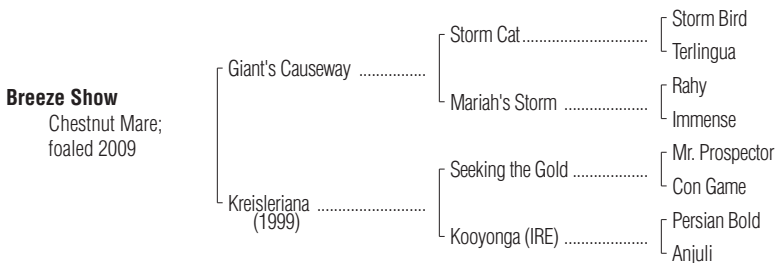 Breeze Show
Chestnut Mare;
foaled 2009
Giant's Causeway ................
Kreisleriana ..........................
(1999)
Storm Cat..............................
Mariah's Storm ....................
Seeking the Gold ..................
Kooyonga (IRE) ....................
Storm Bird
Terlingua
Rahy
Immense
Mr. Prospector
Con Game
Persian Bold
Anjuli